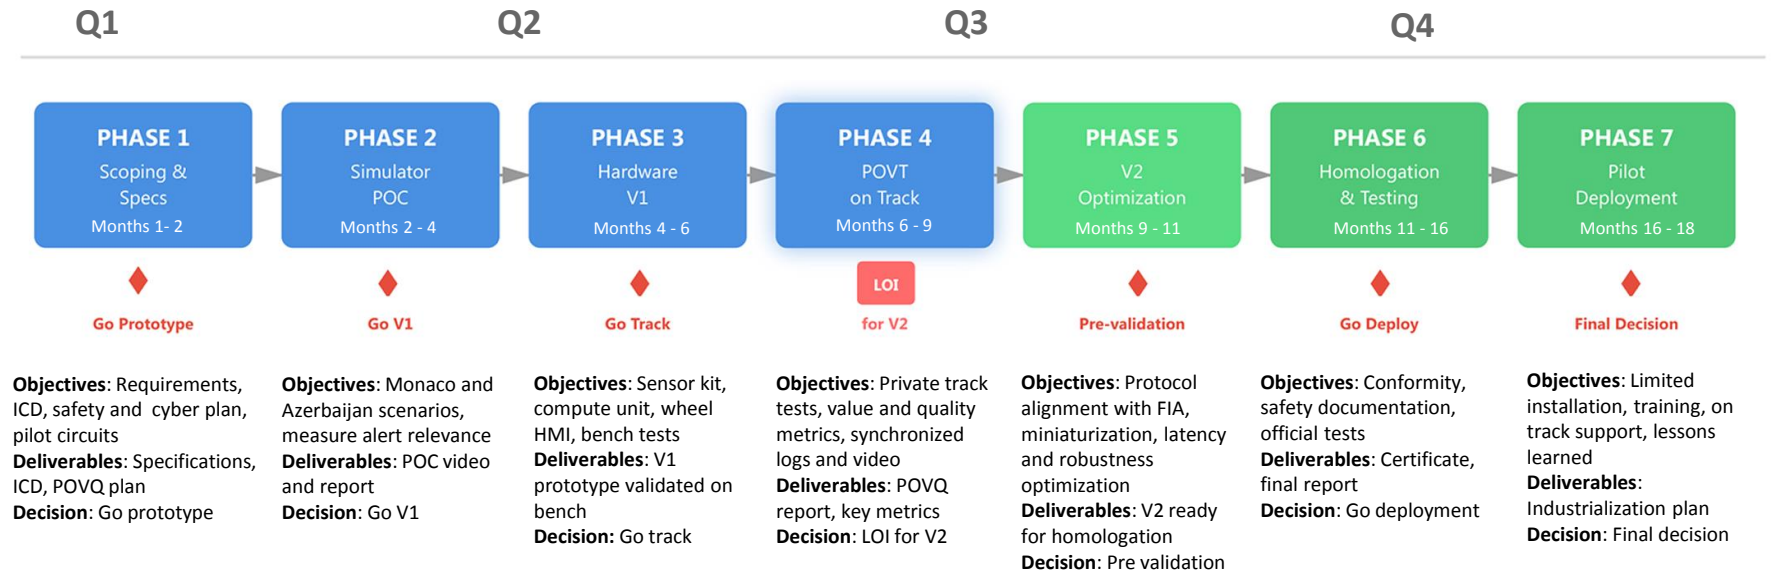 Q1
Q2
Q3
Q4
PHASE 1
Scoping &
Specs
Months 1- 2
PHASE 2
Simulator
POC
Months 2 - 4
PHASE 3
Hardware
V1
Months 4 - 6
PHASE 4
POVT
on Track
Months 6 - 9
PHASE 5
V2
Optimization
Months 9 - 11
PHASE 6
Homologation
& Testing
Months 11 - 16
PHASE 7
Pilot
Deployment
Months 16 - 18
Go Prototype
Go V1
Go Track
LOI
for V2
Pre-validation
Go Deploy
Final Decision
Objectives: Requirements,
ICD, safety and cyber plan,
pilot circuits
Deliverables: Specifications,
ICD, POVQ plan
Decision: Go prototype
Objectives: Monaco and
Azerbaijan scenarios,
measure alert relevance
Deliverables: POC video
and report
Decision: Go V1
Objectives: Sensor kit,
compute unit, wheel
HMI, bench tests
Deliverables: V1
prototype validated on
bench
Decision: Go track
Objectives: Private track
tests, value and quality
metrics, synchronized
logs and video
Deliverables: POVQ
report, key metrics
Decision: LOI for V2
Objectives: Protocol
alignment with FIA,
miniaturization, latency
and robustness
optimization
Deliverables: V2 ready
for homologation
Decision: Pre validation
Objectives: Conformity,
safety documentation,
official tests
Deliverables: Certificate,
final report
Decision: Go deployment
Objectives: Limited
installation, training, on
track support, lessons
learned
Deliverables:
Industrialization plan
Decision: Final decision